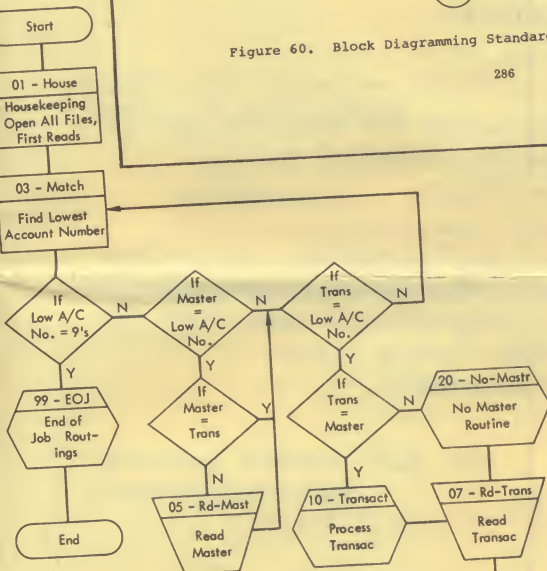 Start
Figure 60. Block Diagramming Standar
286
01 - House
Housekeeping
Open All Files,
First Reads
03 - Match
Find Lowest
Account Number
If
Low A/C
No. = 9's
N
Y
If
Master
=
Low A/C
No.
N
Y
If
Trans
=
Low A/C
No.
N
Y
99 - EOJ
End of
Job Rout-
ings
End
If
Master
=
Trans
Y
N
05 - Rd-Mast
Read
Master
If
Trans
=
Master
N
Y
20 - No-Mastr
No Master
Routine
10 - Transact
Process
Transac
07 - Rd-Trans
Read
Transac